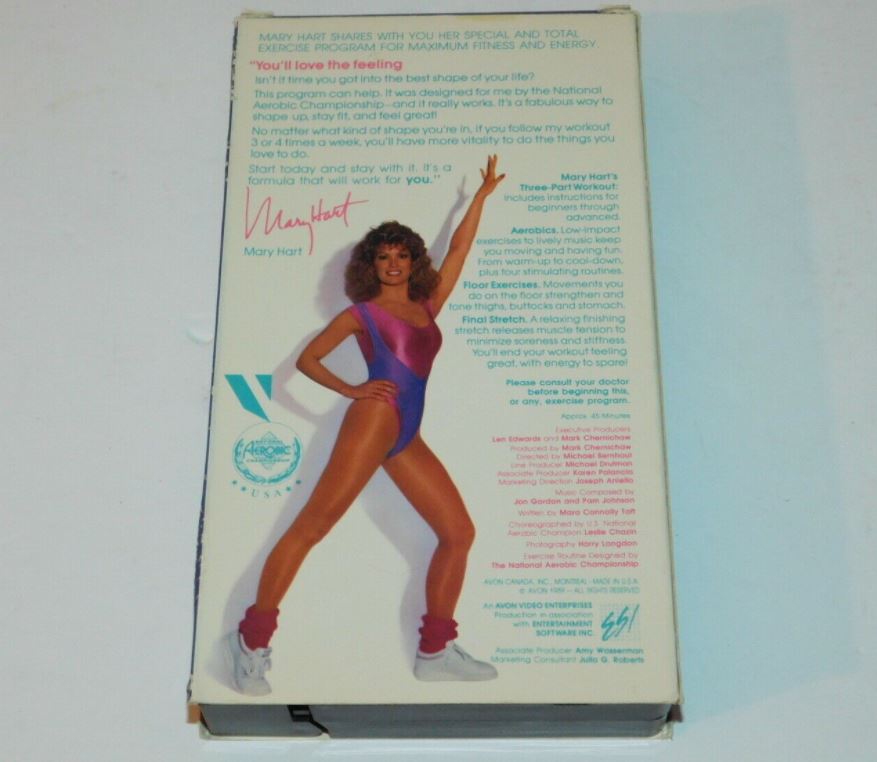 MARY HART SHARES WITH YOU HER SPECIAL AND TOTAL
EXERCISE PROGRAM FOR MAXIMUM FITNESS AND ENERGY.
"You'll love the feeling
Isn't it time you got into the best shape of your life?
This program can help. It was designed for me by the National
Aerobic Championship—and it really works. It's a fabulous way to
shape up, stay fit, and feel great!
No matter what kind of shape you're in, if you follow my workout
3 or 4 times a week, you'll have more vitality to do the things you
love to do.
Start today and stay with it. It's a
formula that will work for you."
Mary Hart
Mary Hart
Mary Hart's
Three-Part Workout:
Includes instructions for
beginners through
advanced.
Aerobics. Low-impact
exercises to lively music keep
you moving and having fun.
From warm-up to cool-down,
plus four stimulating routines.
Floor Exercises. Movements you
do on the floor strengthen and
tone thighs, buttocks and stomach.
Final Stretch. A relaxing finishing
stretch releases muscle tension to
minimize soreness and stiffness.
You'll end your workout feeling
great, with energy to spare!
Please consult your doctor
before beginning this,
or any, exercise program.
Approx. 45 Minutes
NATIONAL
AEROBIC
CHAMPIONSHIP
USA
Executive Producers
Len Edwards and Mark Chernichaw
Produced by Mark Chernichaw
Directed by Michael Bernhaut
Line Producer Michael Drulman
Associate Producer Karen Palancia
Marketing Direction Joseph Aniello
Music Composed by
Jon Gordon and Pam Johnson
Written by Mara Connolly Taft
Choreographed by U.S. National
Aerobic Champion Leslie Chazin
Photography Harry Langdon
Exercise Routine Designed by
The National Aerobic Championship
AVON CANADA, INC., MONTREAL - MADE IN U.S.A.
© AVON 1989 — ALL RIGHTS RESERVED
An AVON VIDEO ENTERPRISES
Production in association
with ENTERTAINMENT
SOFTWARE INC.
ESI
Associate Producer Amy Wasserman
Marketing Consultant Julia G. Roberts